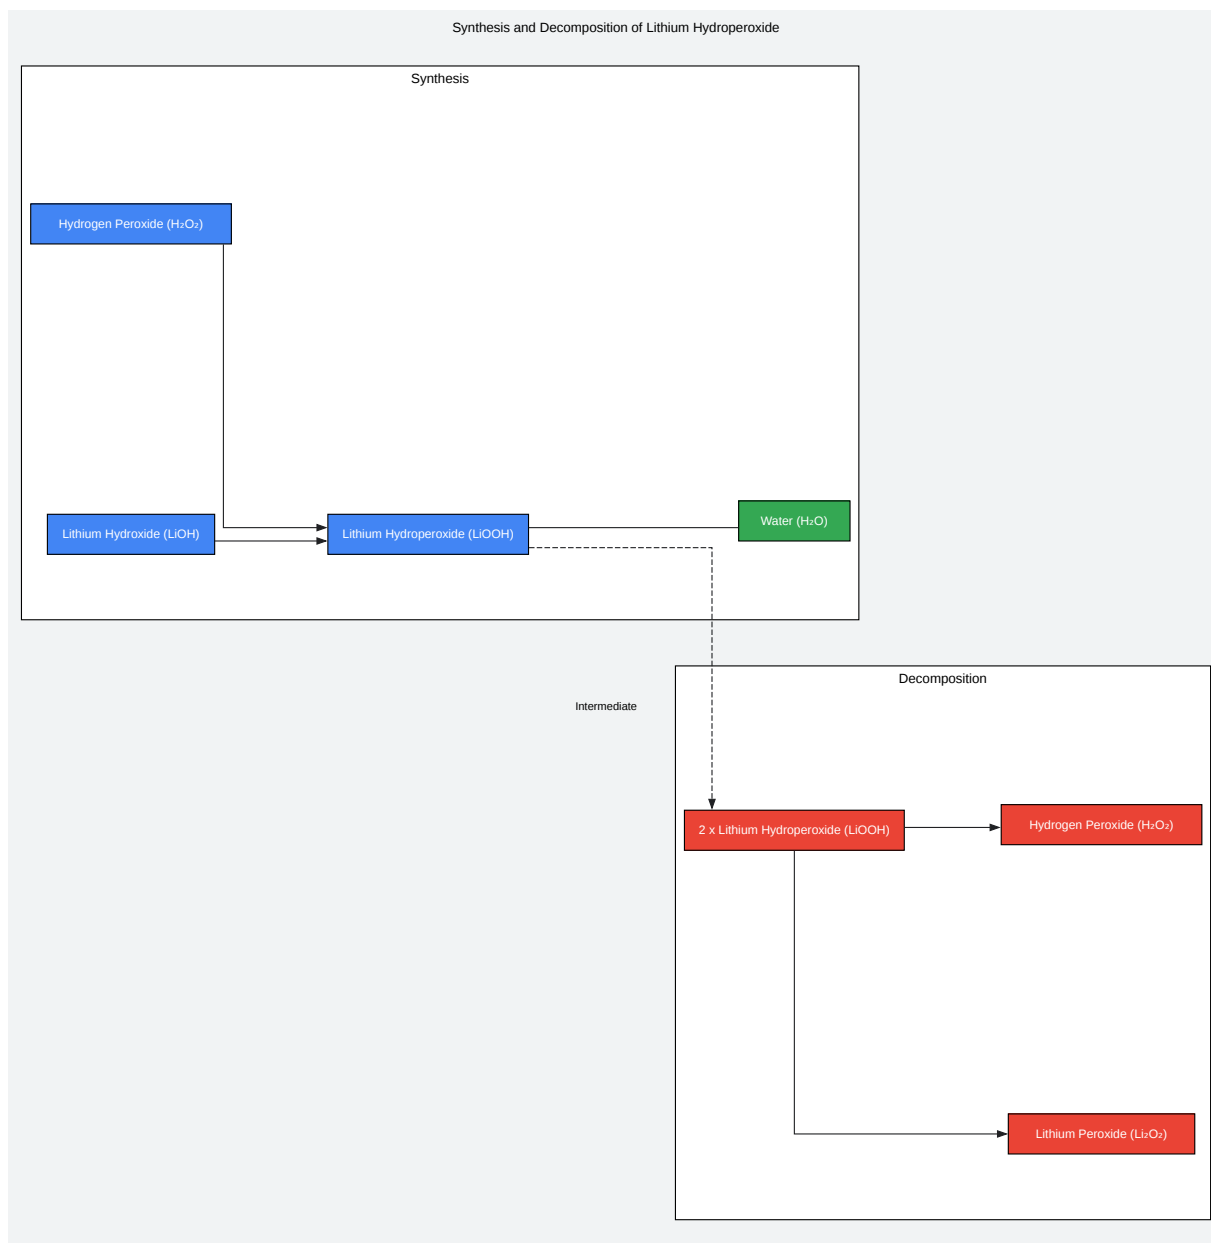 Synthesis and Decomposition of Lithium Hydroperoxide
Synthesis
Hydrogen Peroxide (H₂O₂)
Lithium Hydroxide (LiOH)
Lithium Hydroperoxide (LiOOH)
Water (H₂O)
Intermediate
Decomposition
2 x Lithium Hydroperoxide (LiOOH)
Hydrogen Peroxide (H₂O₂)
Lithium Peroxide (Li₂O₂)